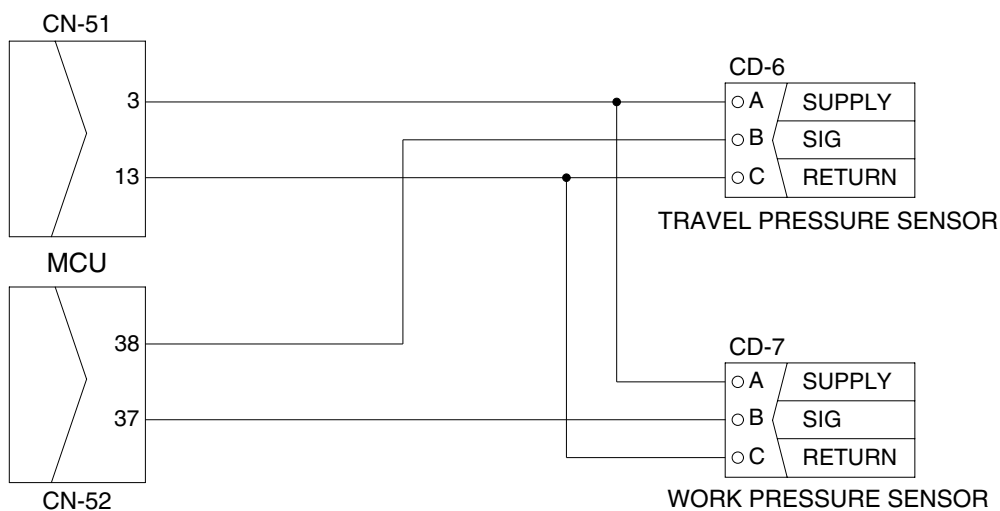 CN-51
3
13
MCU
38
37
CN-52
CD-6
A SUPPLY
B SIG
C RETURN
TRAVEL PRESSURE SENSOR
CD-7
A SUPPLY
B SIG
C RETURN
WORK PRESSURE SENSOR